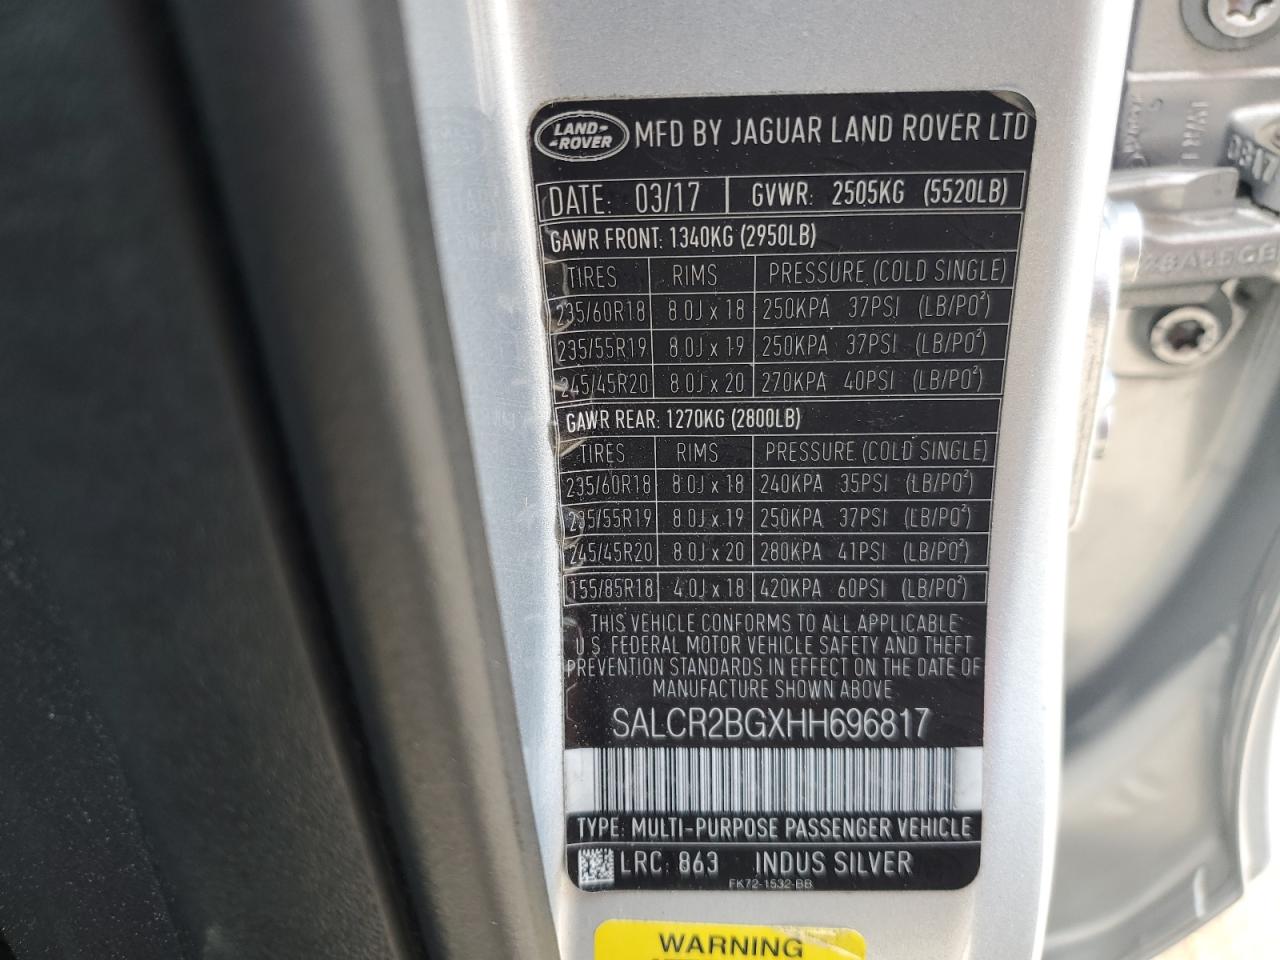 LAND-ROVER MFD BY JAGUAR LAND ROVER LTD
DATE: 03/17 GVWR: 2505KG (5520LB)
GAWR FRONT: 1340KG (2950LB)
TIRES RIMS PRESSURE (COLD SINGLE)
235/60R18 8.0J x 18 250KPA 37PSI (LB/PO²)
235/55R19 8.0J x 19 250KPA 37PSI (LB/PO²)
245/45R20 8.0J x 20 270KPA 40PSI (LB/PO²)
GAWR REAR: 1270KG (2800LB)
TIRES RIMS PRESSURE (COLD SINGLE)
235/60R18 8.0J x 18 240KPA 35PSI (LB/PO²)
235/55R19 8.0J x 19 250KPA 37PSI (LB/PO²)
245/45R20 8.0J x 20 280KPA 41PSI (LB/PO²)
155/85R18 4.0J x 18 420KPA 60PSI (LB/PO²)
THIS VEHICLE CONFORMS TO ALL APPLICABLE
U.S. FEDERAL MOTOR VEHICLE SAFETY AND THEFT
PREVENTION STANDARDS IN EFFECT ON THE DATE OF
MANUFACTURE SHOWN ABOVE
SALCR2BGXHH696817
TYPE: MULTI-PURPOSE PASSENGER VEHICLE
LRC: 863 INDUS SILVER
FK72-1532-BB
WARNING